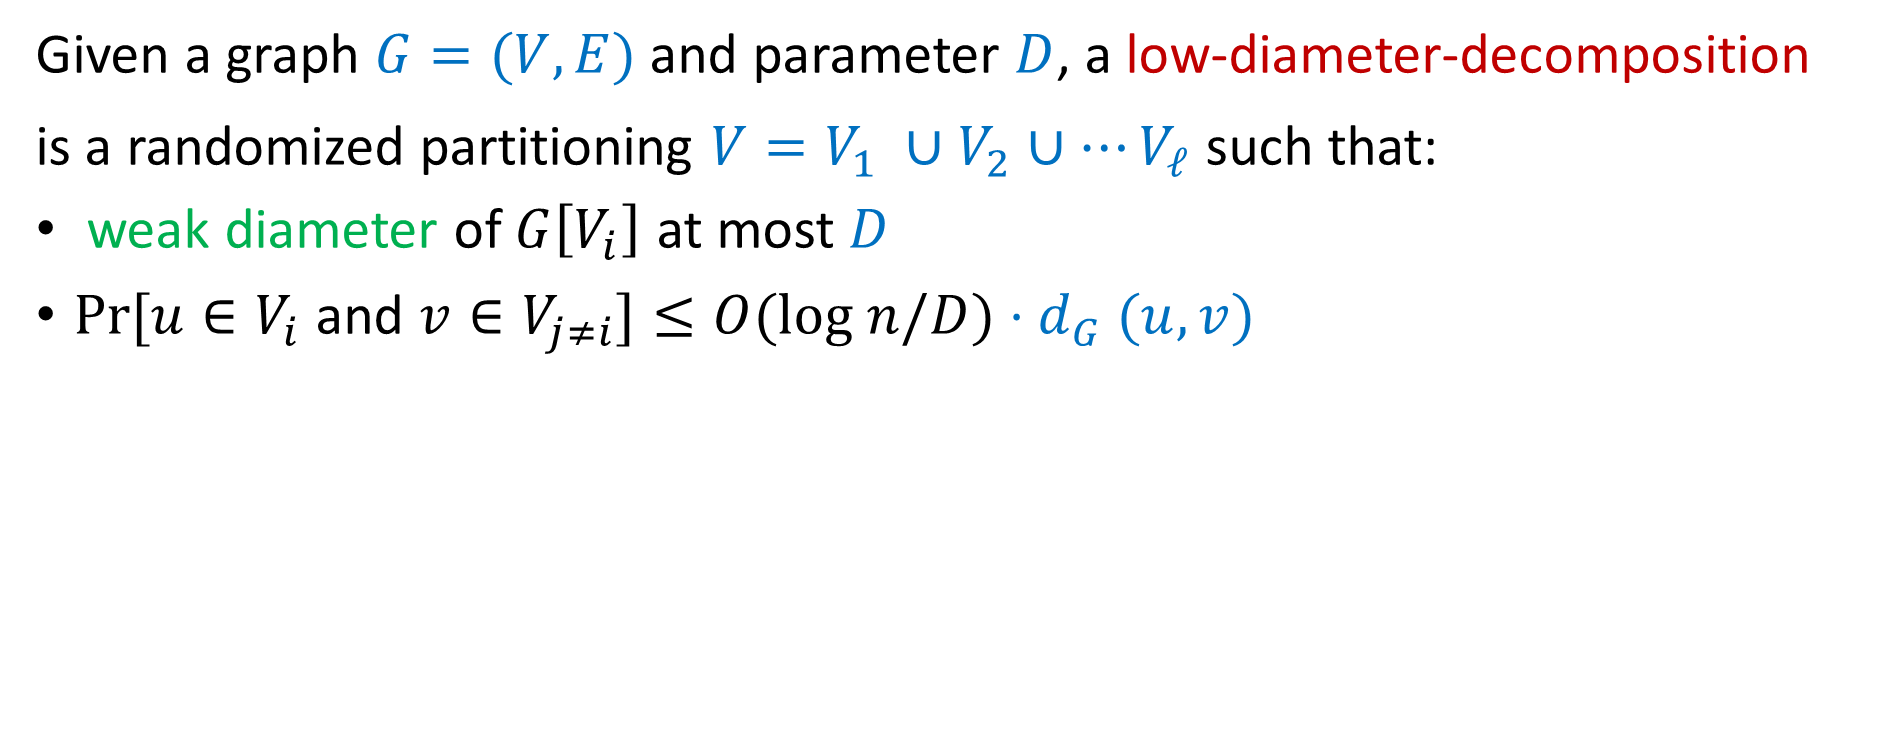 Given a graph G = (V, E) and parameter D, a low-diameter-decomposition
is a randomized partitioning V = V₁ ∪ V₂ ∪ ⋯ V_ℓ such that:
• weak diameter of G[V_i] at most D
• Pr[u ∈ V_i and v ∈ V_{j≠i}] ≤ O(log n/D) · d_G (u, v)